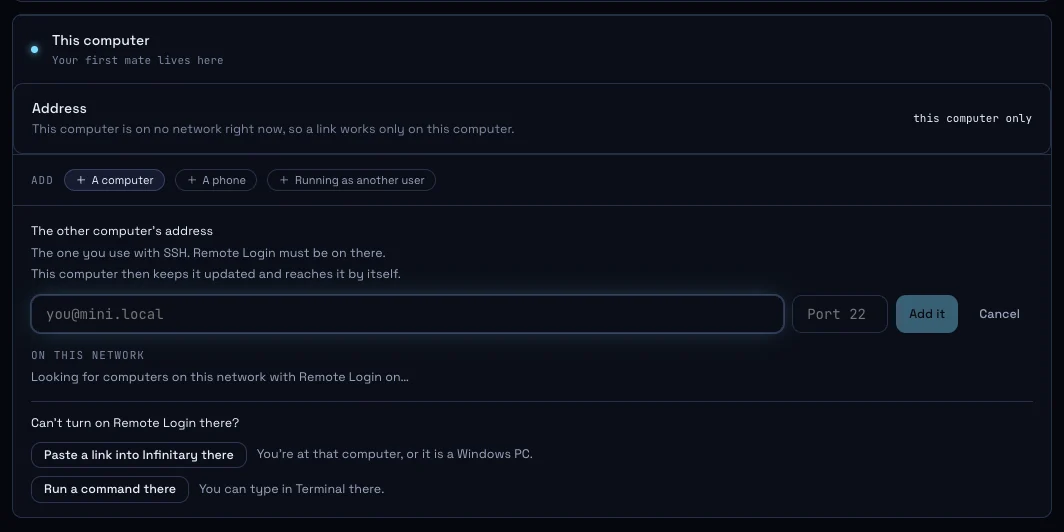 This computer
Your first mate lives here
Address
This computer is on no network right now, so a link works only on this computer.
this computer only
ADD
+ A computer
+ A phone
+ Running as another user
The other computer's address
The one you use with SSH. Remote Login must be on there.
This computer then keeps it updated and reaches it by itself.
you@mini.local
Port 22
Add it
Cancel
ON THIS NETWORK
Looking for computers on this network with Remote Login on…
Can't turn on Remote Login there?
Paste a link into Infinitary there
You're at that computer, or it is a Windows PC.
Run a command there
You can type in Terminal there.